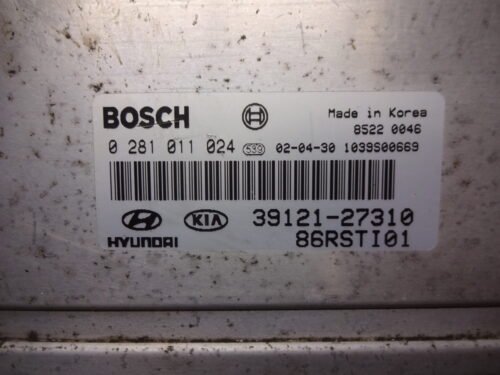 BOSCH
Made in Korea
8522 0046
0 281 011 024 539 02-04-30 1039S00669
HYUNDAI KIA 39121-27310
86RSTI01